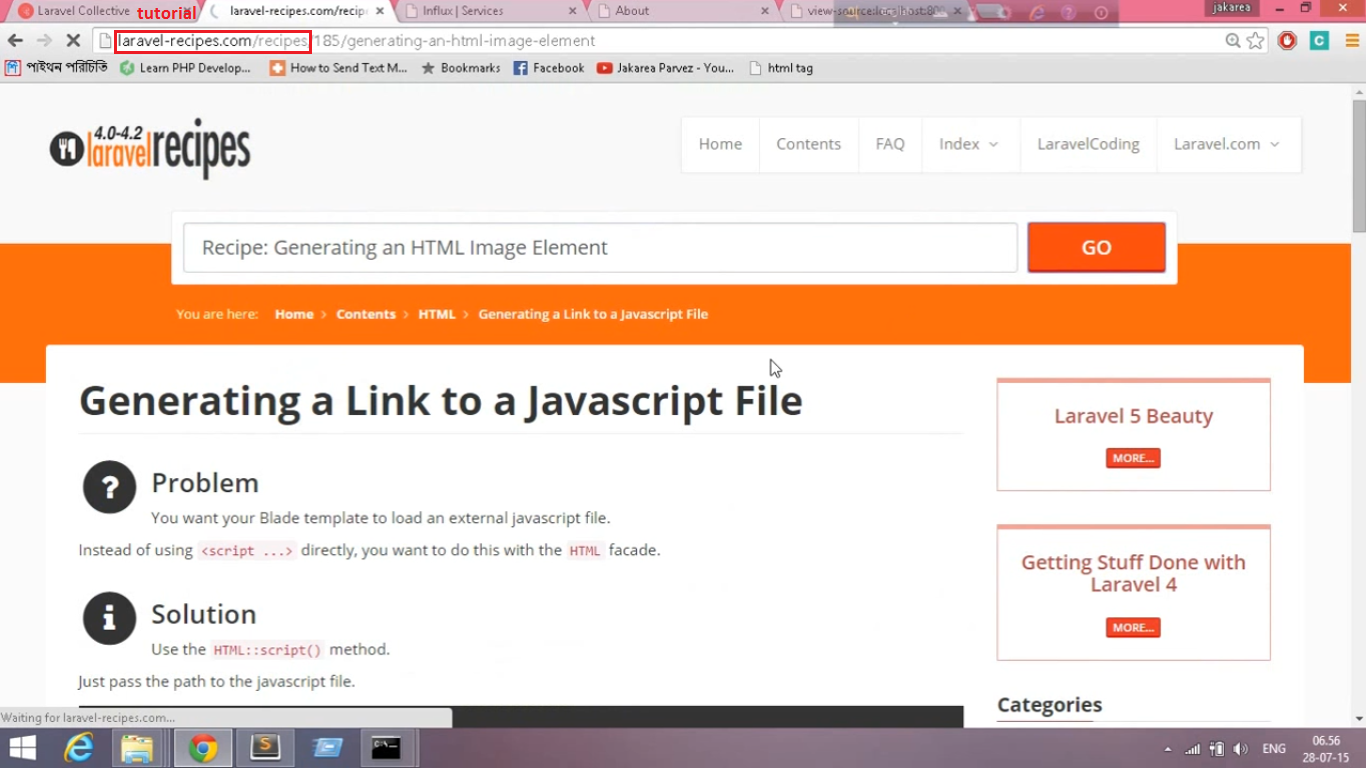 Laravel Collective
tutorial
laravel-recipes.com/recip
Influx | Services
About
view-source:localhost:800
jakarea
laravel-recipes.com/recipes/185/generating-an-html-image-element
পাইথন পরিচিতি
Learn PHP Develop...
How to Send Text M...
Bookmarks
Facebook
Jakarea Parvez - You...
html tag
4.0-4.2
laravelrecipes
Home
Contents
FAQ
Index
LaravelCoding
Laravel.com
Recipe: Generating an HTML Image Element
GO
You are here: Home > Contents > HTML > Generating a Link to a Javascript File
Generating a Link to a Javascript File
Problem
You want your Blade template to load an external javascript file.
Instead of using <script ...> directly, you want to do this with the HTML facade.
Solution
Use the HTML::script() method.
Just pass the path to the javascript file.
Laravel 5 Beauty
MORE...
Getting Stuff Done with
Laravel 4
MORE...
Categories
Waiting for laravel-recipes.com...
ENG
06.56
28-07-15